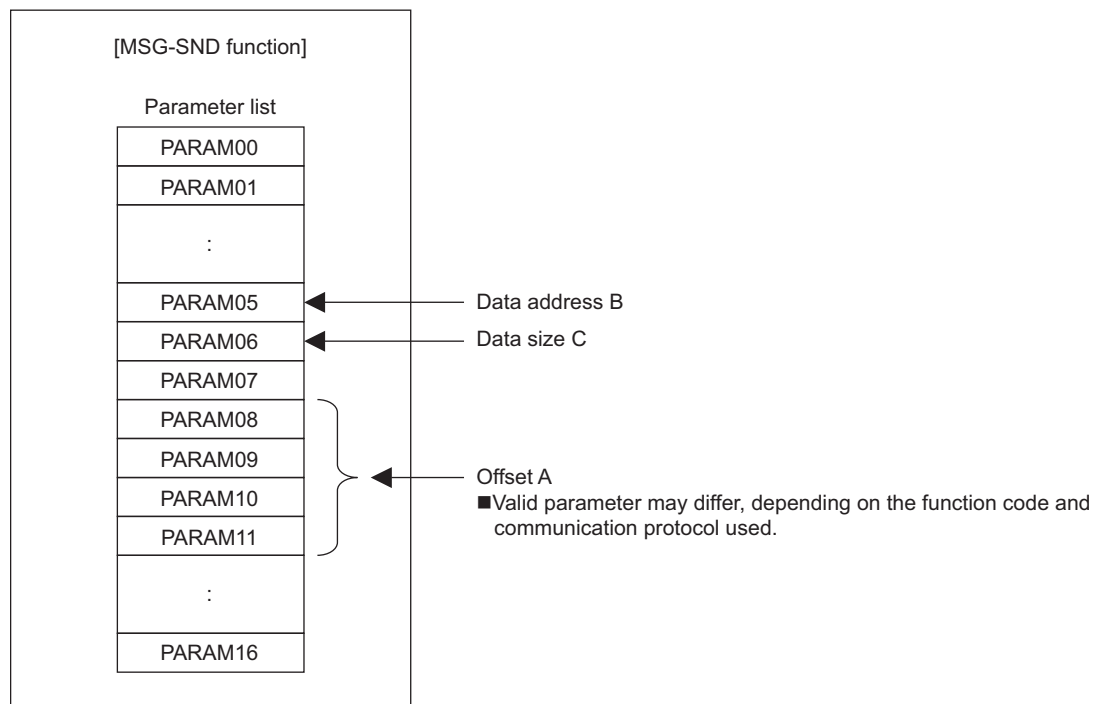 [MSG-SND function]
Parameter list
PARAM00
PARAM01
:
PARAM05
Data address B
PARAM06
Data size C
PARAM07
PARAM08
PARAM09
PARAM10
PARAM11
Offset A
■Valid parameter may differ, depending on the function code and
communication protocol used.
:
PARAM16